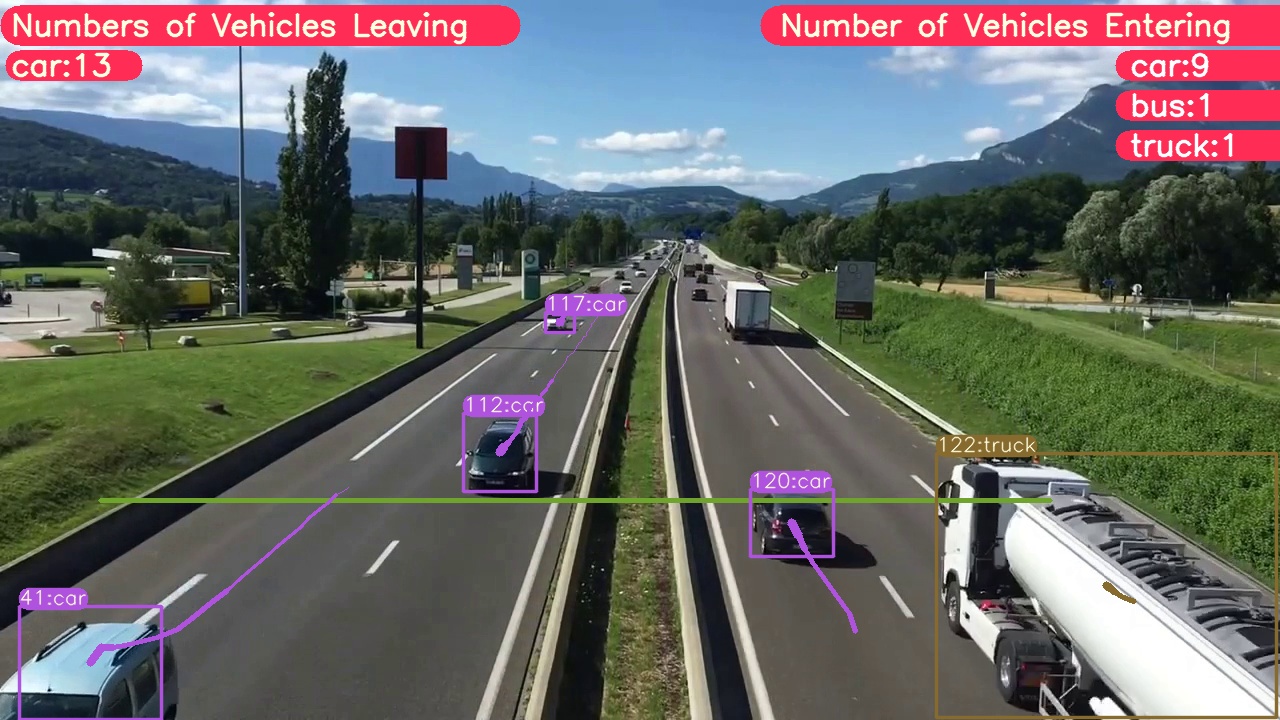 Numbers of Vehicles Leaving
car:13
Number of Vehicles Entering
car:9
bus:1
truck:1
117:car
112:car
122:truck
120:car
41:car